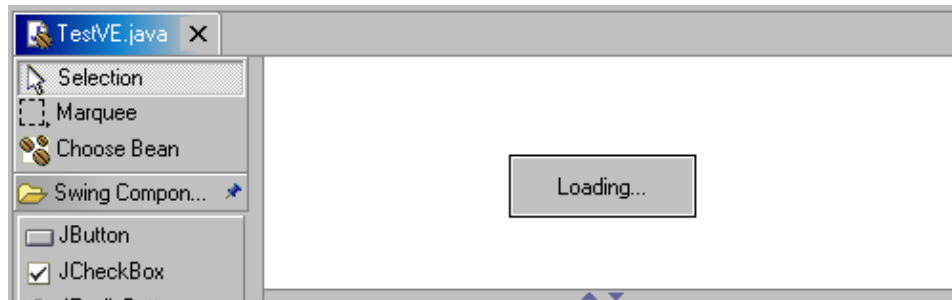 TestVE.java
Selection
Marquee
Choose Bean
Swing Compon...
JButton
JCheckBox
Loading...